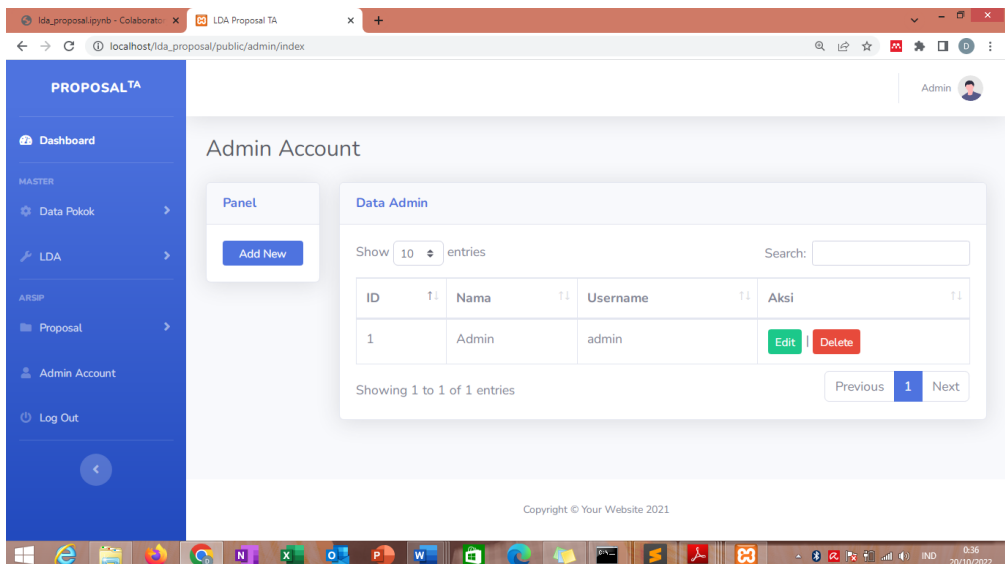 lda_proposal.ipynb - Colaborator
LDA Proposal TA
localhost/lda_proposal/public/admin/index
D
PROPOSAL TA
Admin
Dashboard
Admin Account
MASTER
Data Pokok
LDA
ARSIP
Proposal
Admin Account
Log Out
Panel
Add New
Data Admin
Show 10 entries
Search:
ID Nama Username Aksi
1 Admin admin Edit | Delete
Showing 1 to 1 of 1 entries
Previous 1 Next
Copyright © Your Website 2021
IND
0:36
20/10/2022